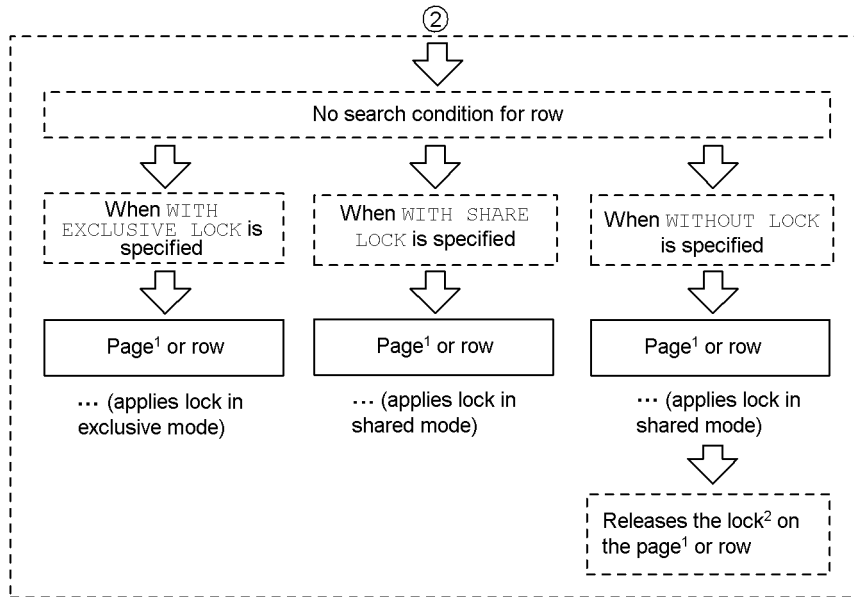 ②
No search condition for row
When WITH
EXCLUSIVE LOCK is
specified
When WITH SHARE
LOCK is specified
When WITHOUT LOCK
is specified
Page¹ or row
Page¹ or row
Page¹ or row
… (applies lock in
exclusive mode)
… (applies lock in
shared mode)
… (applies lock in
shared mode)
Releases the lock² on
the page¹ or row